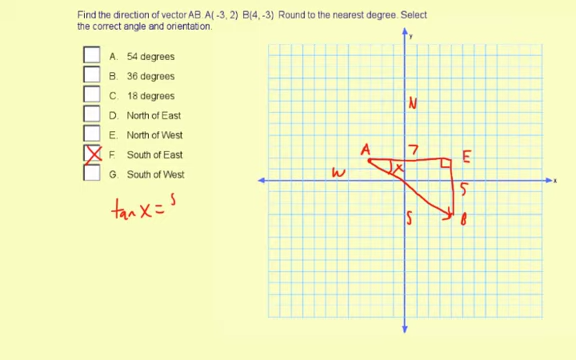 Find the direction of vector AB. A( -3, 2) B(4, -3) Round to the nearest degree. Select
the correct angle and orientation.
A. 54 degrees
B. 36 degrees
C. 18 degrees
D. North of East
E. North of West
F. South of East
G. South of West
tan x = 5
y
N
A 7 E
x
W
5
S B
x